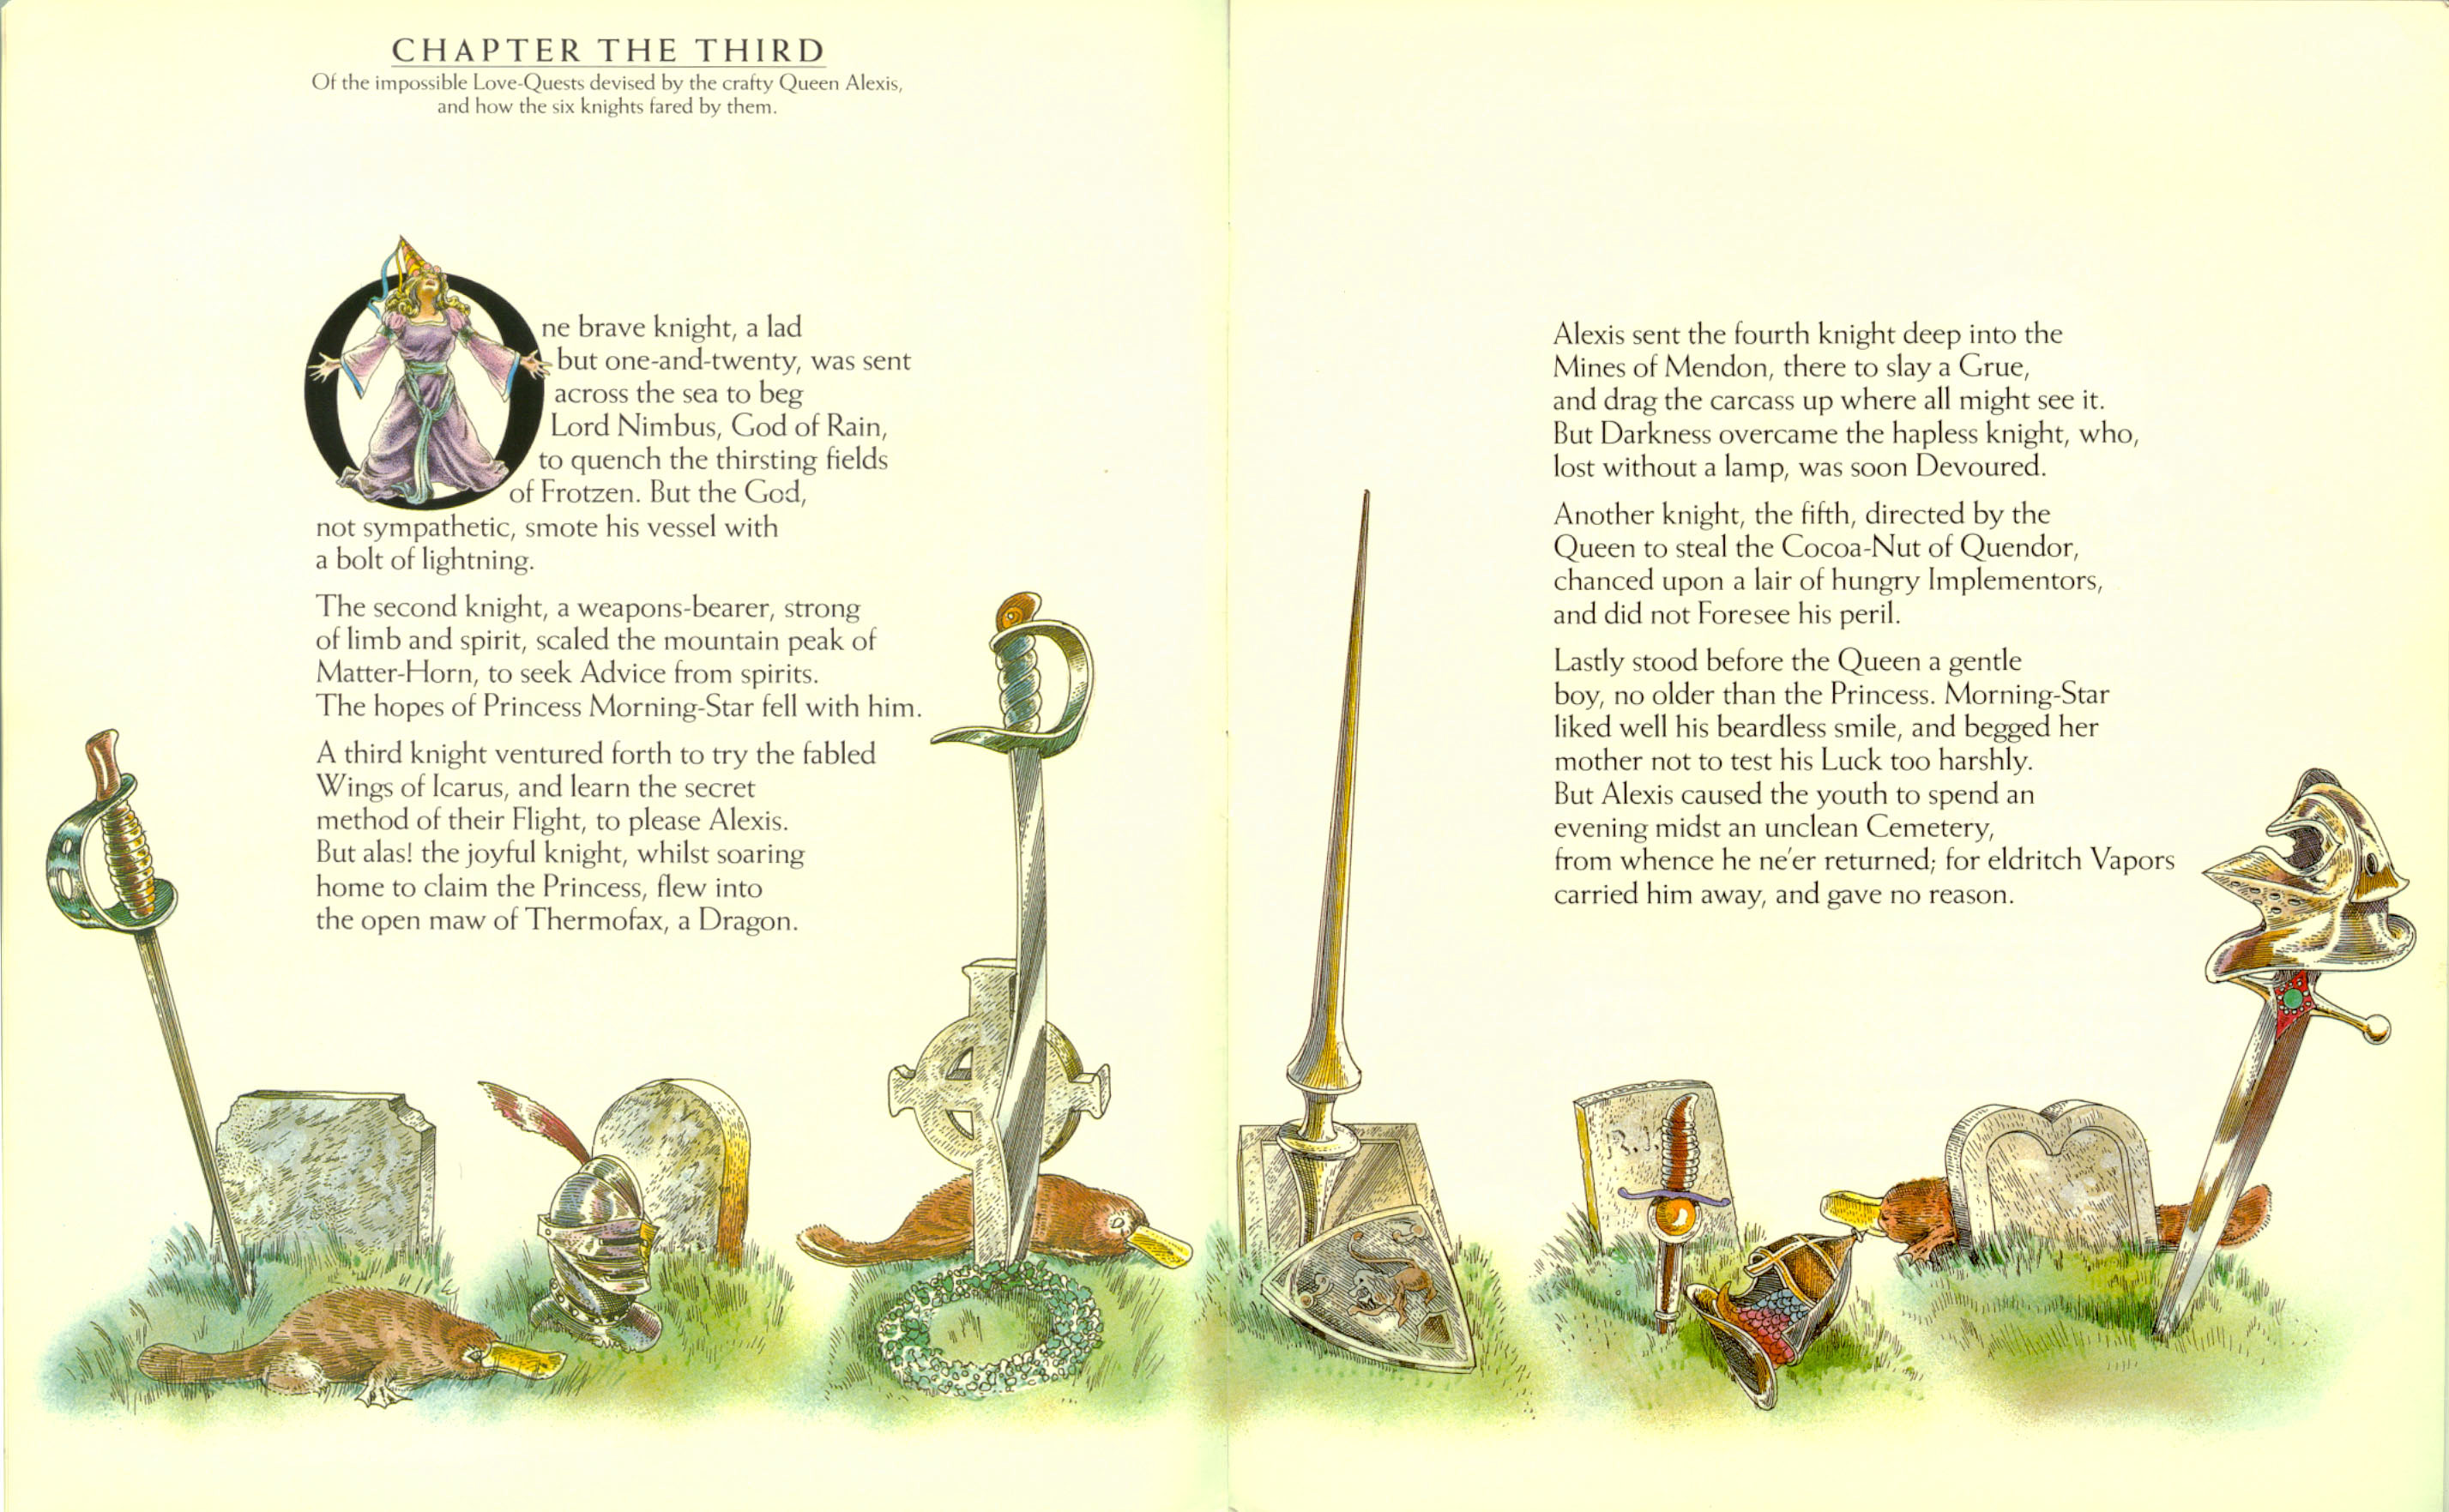 CHAPTER THE THIRD
Of the impossible Love-Quests devised by the crafty Queen Alexis,
and how the six knights fared by them.
One brave knight, a lad
but one-and-twenty, was sent
across the sea to beg
Lord Nimbus, God of Rain,
to quench the thirsting fields
of Frotzen. But the God,
not sympathetic, smote his vessel with
a bolt of lightning.
The second knight, a weapons-bearer, strong
of limb and spirit, scaled the mountain peak of
Matter-Horn, to seek Advice from spirits.
The hopes of Princess Morning-Star fell with him.
A third knight ventured forth to try the fabled
Wings of Icarus, and learn the secret
method of their Flight, to please Alexis.
But alas! the joyful knight, whilst soaring
home to claim the Princess, flew into
the open maw of Thermofax, a Dragon.
Alexis sent the fourth knight deep into the
Mines of Mendon, there to slay a Grue,
and drag the carcass up where all might see it.
But Darkness overcame the hapless knight, who,
lost without a lamp, was soon Devoured.
Another knight, the fifth, directed by the
Queen to steal the Cocoa-Nut of Quendor,
chanced upon a lair of hungry Implementors,
and did not Foresee his peril.
Lastly stood before the Queen a gentle
boy, no older than the Princess. Morning-Star
liked well his beardless smile, and begged her
mother not to test his Luck too harshly.
But Alexis caused the youth to spend an
evening midst an unclean Cemetery,
from whence he ne'er returned; for eldritch Vapors
carried him away, and gave no reason.
R.I.